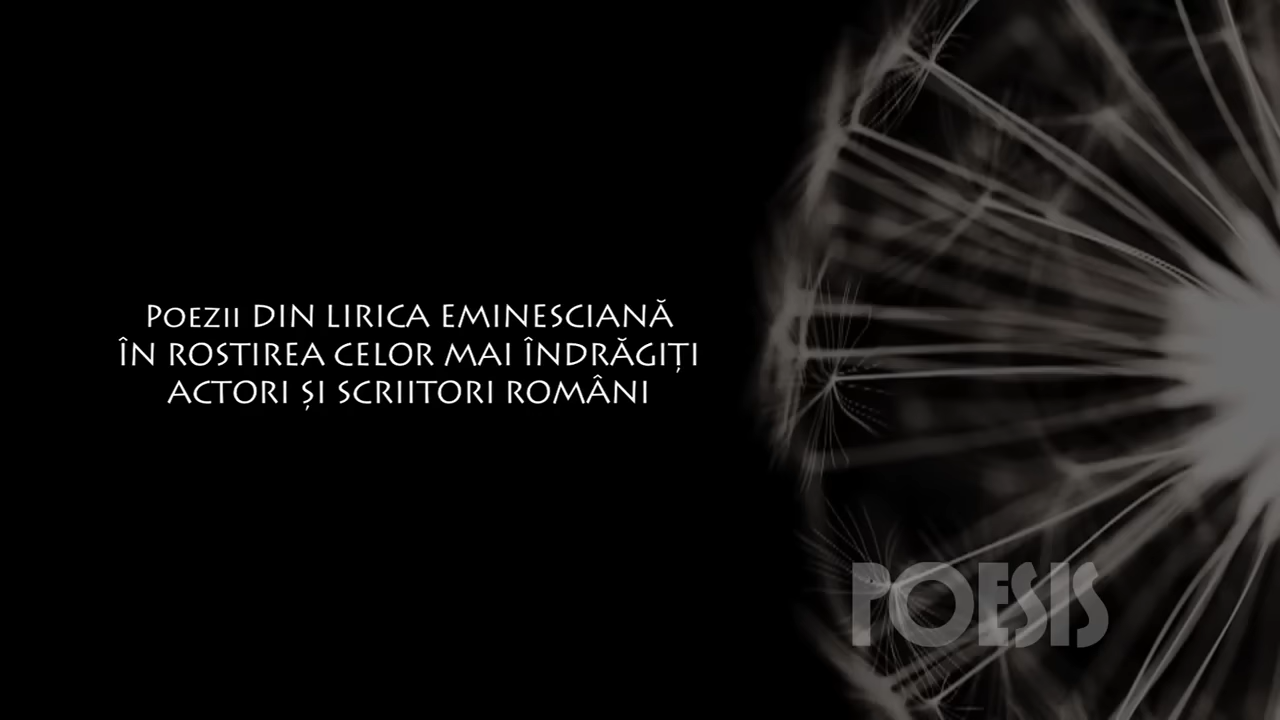 Poezii DIN LIRICA EMINESCIANĂ
ÎN ROSTIREA CELOR MAI ÎNDRĂGIȚI
ACTORI ȘI SCRIITORI ROMÂNI
POESIS